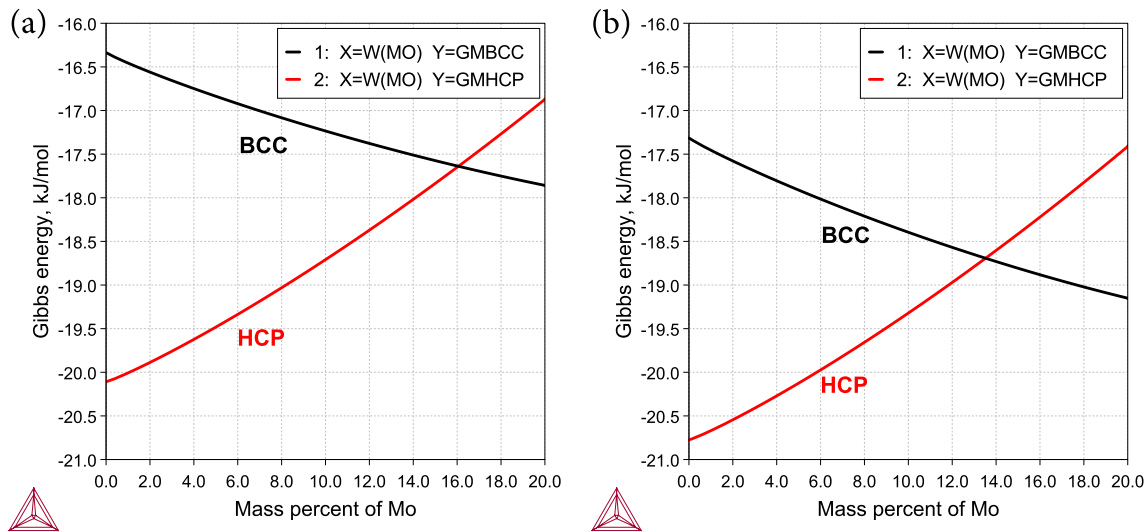 (a)
Gibbs energy, kJ/mol
-16.0
-16.5
-17.0
-17.5
-18.0
-18.5
-19.0
-19.5
-20.0
-20.5
-21.0
1: X=W(MO) Y=GMBCC
2: X=W(MO) Y=GMHCP
BCC
HCP
0.0 2.0 4.0 6.0 8.0 10.0 12.0 14.0 16.0 18.0 20.0
Mass percent of Mo
(b)
Gibbs energy, kJ/mol
-16.0
-16.5
-17.0
-17.5
-18.0
-18.5
-19.0
-19.5
-20.0
-20.5
-21.0
1: X=W(MO) Y=GMBCC
2: X=W(MO) Y=GMHCP
BCC
HCP
0.0 2.0 4.0 6.0 8.0 10.0 12.0 14.0 16.0 18.0 20.0
Mass percent of Mo